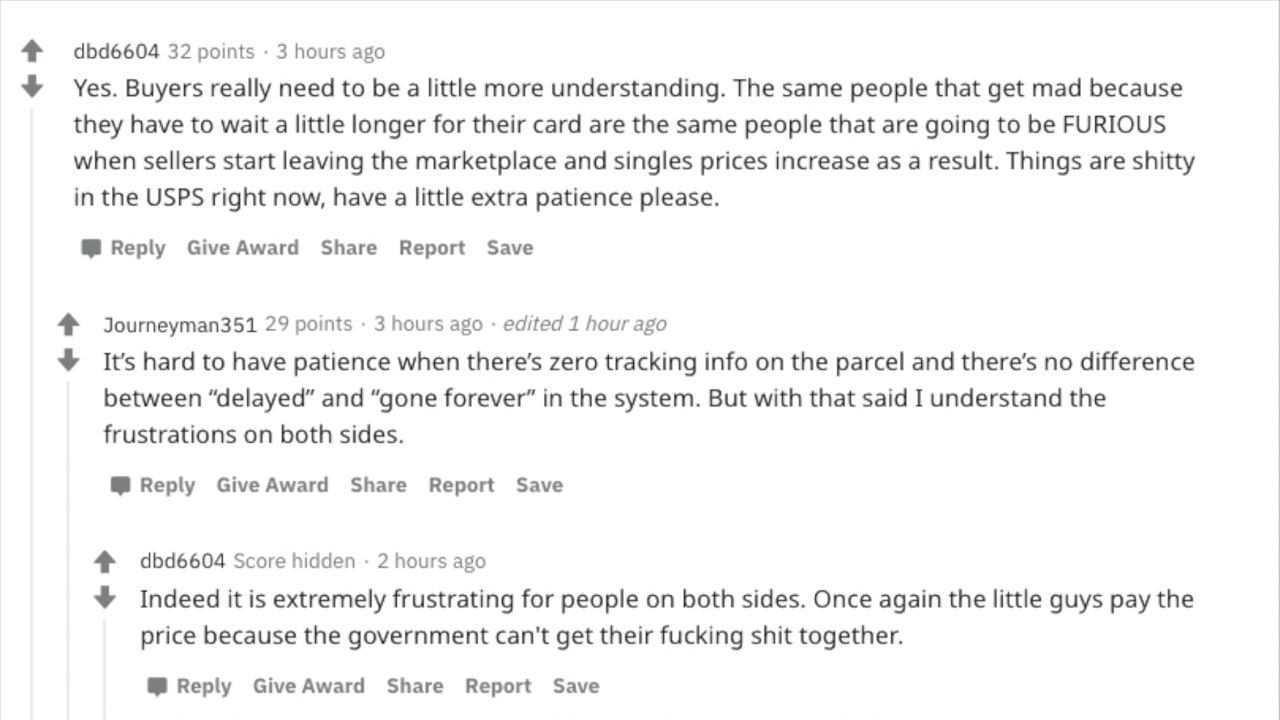 dbd6604 32 points · 3 hours ago
Yes. Buyers really need to be a little more understanding. The same people that get mad because
they have to wait a little longer for their card are the same people that are going to be FURIOUS
when sellers start leaving the marketplace and singles prices increase as a result. Things are shitty
in the USPS right now, have a little extra patience please.
Reply Give Award Share Report Save
Journeyman351 29 points · 3 hours ago · edited 1 hour ago
It’s hard to have patience when there’s zero tracking info on the parcel and there’s no difference
between “delayed” and “gone forever” in the system. But with that said I understand the
frustrations on both sides.
Reply Give Award Share Report Save
dbd6604 Score hidden · 2 hours ago
Indeed it is extremely frustrating for people on both sides. Once again the little guys pay the
price because the government can't get their fucking shit together.
Reply Give Award Share Report Save